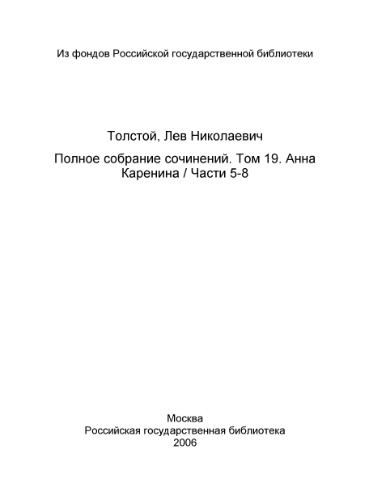 Из фондов Российской государственной библиотеки
Толстой, Лев Николаевич
Полное собрание сочинений. Том 19. Анна
Каренина / Части 5-8
Москва
Российская государственная библиотека
2006